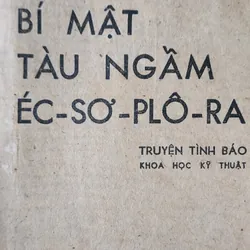 BÍ MẬT
TÀU NGẦM
ÉC-SƠ-PLÔ-RA
TRUYỆN TÌNH BÁO
KHOA HỌC KỸ THUẬT